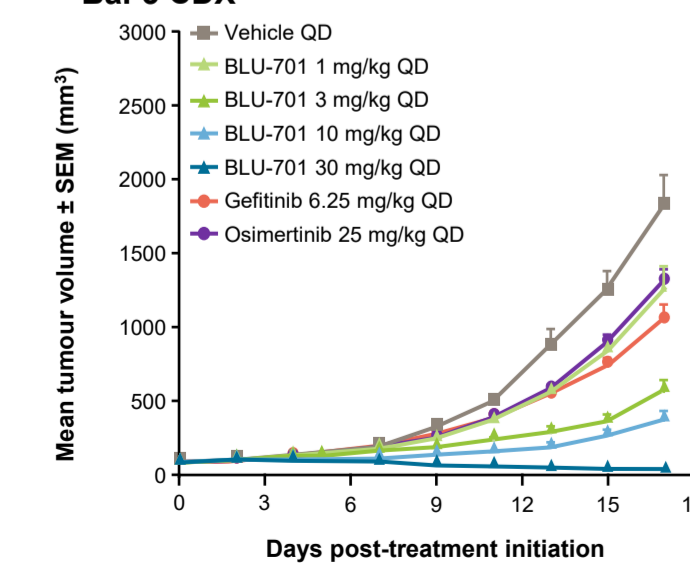 3000
2500
2000
1500
1000
500
0
Mean tumour volume ± SEM (mm³)
Vehicle QD
BLU-701 1 mg/kg QD
BLU-701 3 mg/kg QD
BLU-701 10 mg/kg QD
BLU-701 30 mg/kg QD
Gefitinib 6.25 mg/kg QD
Osimertinib 25 mg/kg QD
0 3 6 9 12 15
Days post-treatment initiation